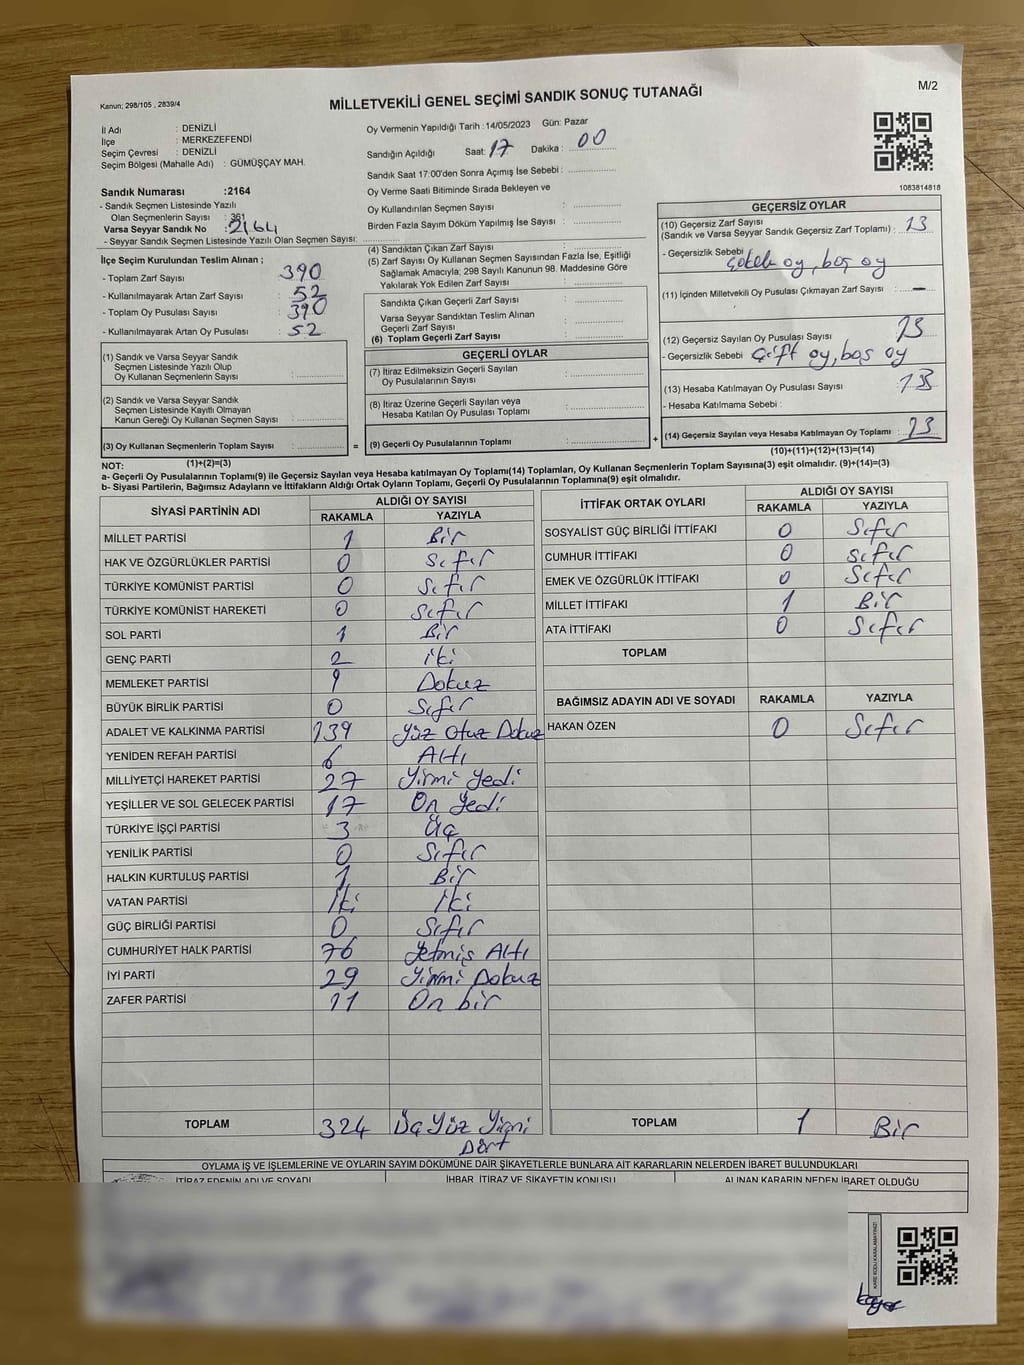 Kanun; 298/105 , 2839/4
MİLLETVEKİLİ GENEL SEÇİMİ SANDIK SONUÇ TUTANAĞI
M/2
İl Adı : DENİZLİ
İlçe : MERKEZEFENDİ
Seçim Çevresi : DENİZLİ
Seçim Bölgesi (Mahalle Adı) : GÜMÜŞÇAY MAH.
Sandık Numarası :2164
- Sandık Seçmen Listesinde Yazılı
Olan Seçmenlerin Sayısı : 361
Varsa Seyyar Sandık No : 2164
- Seyyar Sandık Seçmen Listesinde Yazılı Olan Seçmen Sayısı:
İlçe Seçim Kurulundan Teslim Alınan ;
- Toplam Zarf Sayısı : 390
- Kullanılmayarak Artan Zarf Sayısı : 52
- Toplam Oy Pusulası Sayısı : 390
- Kullanılmayarak Artan Oy Pusulası : 52
(1) Sandık ve Varsa Seyyar Sandık
Seçmen Listesinde Yazılı Olup
Oy Kullanan Seçmenlerin Sayısı :
(2) Sandık ve Varsa Seyyar Sandık
Seçmen Listesinde Kayıtlı Olmayan
Kanun Gereği Oy Kullanan Seçmen Sayısı :
(3) Oy Kullanan Seçmenlerin Toplam Sayısı : =
(1)+(2)=(3)
Oy Vermenin Yapıldığı Tarih : 14/05/2023 Gün: Pazar
Sandığın Açıldığı Saat: 17 Dakika : 00
Sandık Saat 17:00'den Sonra Açımış İse Sebebi :
Oy Verme Saati Bitiminde Sırada Bekleyen ve
Oy Kullandırılan Seçmen Sayısı :
Birden Fazla Sayım Döküm Yapılmış İse Sayısı :
(4) Sandıktan Çıkan Zarf Sayısı :
(5) Zarf Sayısı Oy Kullanan Seçmen Sayısından Fazla İse, Eşitliği
Sağlamak Amacıyla; 298 Sayılı Kanunun 98. Maddesine Göre
Yakılarak Yok Edilen Zarf Sayısı :
Sandıkta Çıkan Geçerli Zarf Sayısı :
Varsa Seyyar Sandıktan Teslim Alınan
Geçerli Zarf Sayısı :
(6) Toplam Geçerli Zarf Sayısı :
GEÇERLİ OYLAR
(7) İtiraz Edilmeksizin Geçerli Sayılan
Oy Pusulalarının Sayısı :
(8) İtiraz Üzerine Geçerli Sayılan veya
Hesaba Katılan Oy Pusulası Toplamı :
(9) Geçerli Oy Pusulalarının Toplamı : +
1083814818
GEÇERSİZ OYLAR
(10) Geçersiz Zarf Sayısı
(Sandık ve Varsa Seyyar Sandık Geçersiz Zarf Toplamı) : 13
- Geçersizlik Sebebi : oy, boş oy
(11) İçinden Milletvekili Oy Pusulası Çıkmayan Zarf Sayısı : —
(12) Geçersiz Sayılan Oy Pusulası Sayısı 13
- Geçersizlik Sebebi : Çift oy, boş oy
(13) Hesaba Katılmayan Oy Pusulası Sayısı : 13
- Hesaba Katılmama Sebebi :
(14) Geçersiz Sayılan veya Hesaba Katılmayan Oy Toplamı : 13
(10)+(11)+(12)+(13)=(14)
NOT:
a- Geçerli Oy Pusulalarının Toplamı(9) ile Geçersiz Sayılan veya Hesaba katılmayan Oy Toplamı(14) Toplamları, Oy Kullanan Seçmenlerin Toplam Sayısına(3) eşit olmalıdır. (9)+(14)=(3)
b- Siyasi Partilerin, Bağımsız Adayların ve İttifakların Aldığı Ortak Oyların Toplamı, Geçerli Oy Pusulalarının Toplamına(9) eşit olmalıdır.
SİYASİ PARTİNİN ADI ALDIĞI OY SAYISI
RAKAMLA YAZIYLA
MİLLET PARTİSİ 1 Bir
HAK VE ÖZGÜRLÜKLER PARTİSİ 0 Sıfır
TÜRKİYE KOMÜNİST PARTİSİ 0 Sıfır
TÜRKİYE KOMÜNİST HAREKETİ 0 Sıfır
SOL PARTİ 1 Bir
GENÇ PARTİ 2 İki
MEMLEKET PARTİSİ 9 Dokuz
BÜYÜK BİRLİK PARTİSİ 0 Sıfır
ADALET VE KALKINMA PARTİSİ 139 Yüz Otuz Dokuz
YENİDEN REFAH PARTİSİ 6 Altı
MİLLİYETÇİ HAREKET PARTİSİ 27 Yirmi Yedi
YEŞİLLER VE SOL GELECEK PARTİSİ 17 On Yedi
TÜRKİYE İŞÇİ PARTİSİ 3 Üç
YENİLİK PARTİSİ 0 Sıfır
HALKIN KURTULUŞ PARTİSİ 1 Bir
VATAN PARTİSİ İki İki
GÜÇ BİRLİĞİ PARTİSİ 0 Sıfır
CUMHURİYET HALK PARTİSİ 76 Yetmiş Altı
İYİ PARTİ 29 Yirmi Dokuz
ZAFER PARTİSİ 11 On bir
TOPLAM 324 Üç Yüz Yirmi
Dört
İTTİFAK ORTAK OYLARI ALDIĞI OY SAYISI
RAKAMLA YAZIYLA
SOSYALİST GÜÇ BİRLİĞİ İTTİFAKI 0 Sıfır
CUMHUR İTTİFAKI 0 Sıfır
EMEK VE ÖZGÜRLÜK İTTİFAKI 0 Sıfır
MİLLET İTTİFAKI 1 Bir
ATA İTTİFAKI 0 Sıfır
TOPLAM
BAĞIMSIZ ADAYIN ADI VE SOYADI RAKAMLA YAZIYLA
HAKAN ÖZEN 0 Sıfır
TOPLAM 1 Bir
OYLAMA İŞ VE İŞLEMLERİNE VE OYLARIN SAYIM DÖKÜMÜNE DAİR ŞİKAYETLERLE BUNLARA AİT KARARLARIN NELERDEN İBARET BULUNDUKLARI
İTİRAZ EDENİN ADI VE SOYADI İHBAR, İTİRAZ VE ŞİKAYETİN KONUSU ALINAN KARARIN NEDEN İBARET OLDUĞU